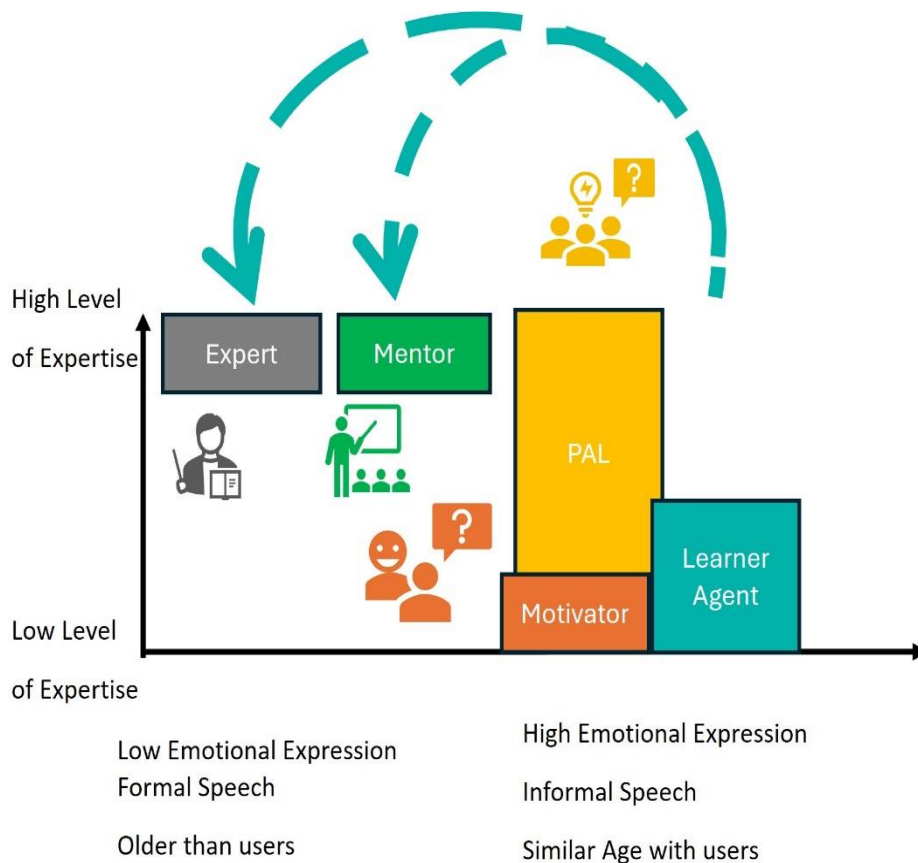 ?
High Level
of Expertise
Expert
Mentor
PAL
?
Learner
Agent
Motivator
Low Level
of Expertise
Low Emotional Expression
Formal Speech
Older than users
High Emotional Expression
Informal Speech
Similar Age with users